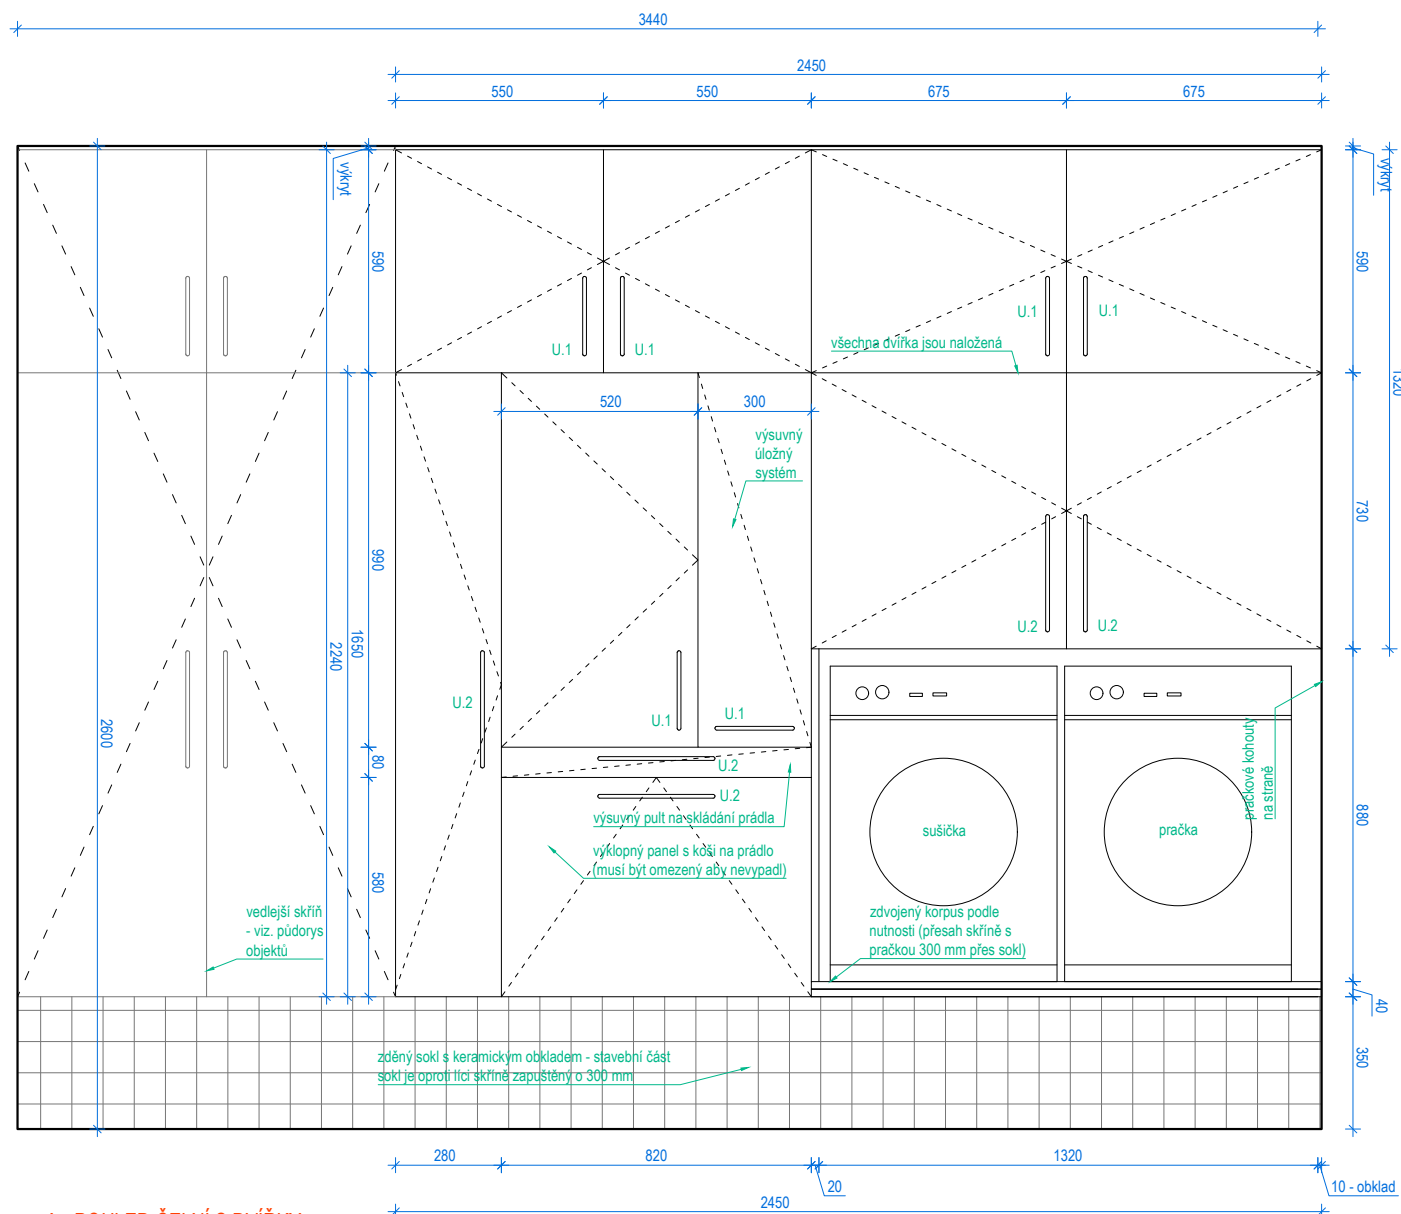 3440
2450
550
550
675
675
výkryt
výkryt
590
590
1320
U.1
U.1
U.1
U.1
všechna dvířka jsou naložená
520
300
výsuvný
úložný
systém
730
990
1650
2240
2600
U.2
U.2
U.2
U.1
U.1
80
U.2
U.2
výsuvný pult na skládání prádla
výklopný panel s koši na prádlo
(musí být omezený aby nevypadl)
580
pračkové kohouty
na straně
880
sušička
pračka
vedlejší skříň
- viz. půdorys
objektů
zdvojený korpus podle
nutnosti (přesah skříně s
pračkou 300 mm přes sokl)
40
350
zděný sokl s keramickým obkladem - stavební část
sokl je oproti líci skříně zapuštěný o 300 mm
280
820
20
1320
10 - obklad
2450